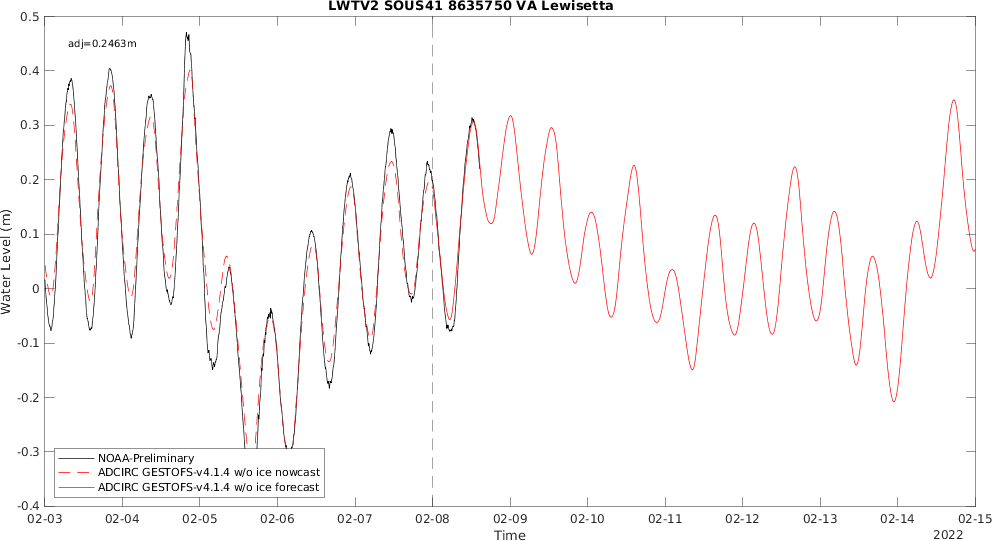 LWTV2 SOUS41 8635750 VA Lewisetta
adj=0.2463m
0.5
0.4
0.3
0.2
0.1
0
-0.1
-0.2
-0.3
-0.4
Water Level (m)
NOAA-Preliminary
ADCIRC GESTOFS-v4.1.4 w/o ice nowcast
ADCIRC GESTOFS-v4.1.4 w/o ice forecast
02-03 02-04 02-05 02-06 02-07 02-08 02-09 02-10 02-11 02-12 02-13 02-14 02-15
Time
2022